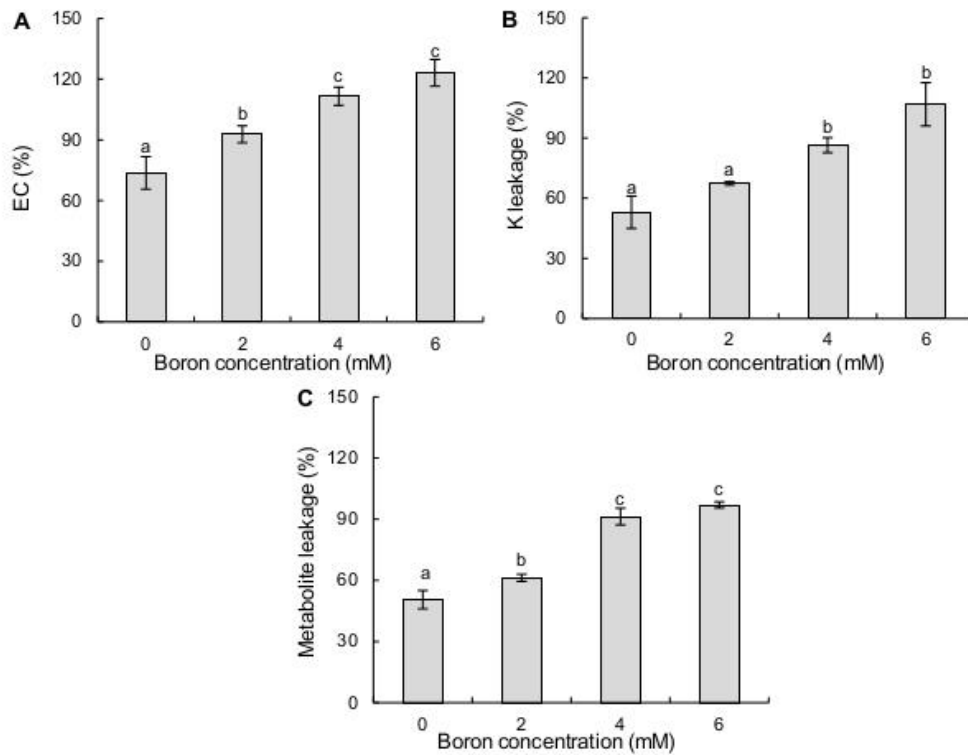 A
150
120
90
60
30
0
EC (%)
a
b
c
c
0 2 4 6
Boron concentration (mM)
B
150
120
90
60
30
0
K leakage (%)
a
a
b
b
0 2 4 6
Boron concentration (mM)
C
150
120
90
60
30
0
Metabolite leakage (%)
a
b
c
c
0 2 4 6
Boron concentration (mM)